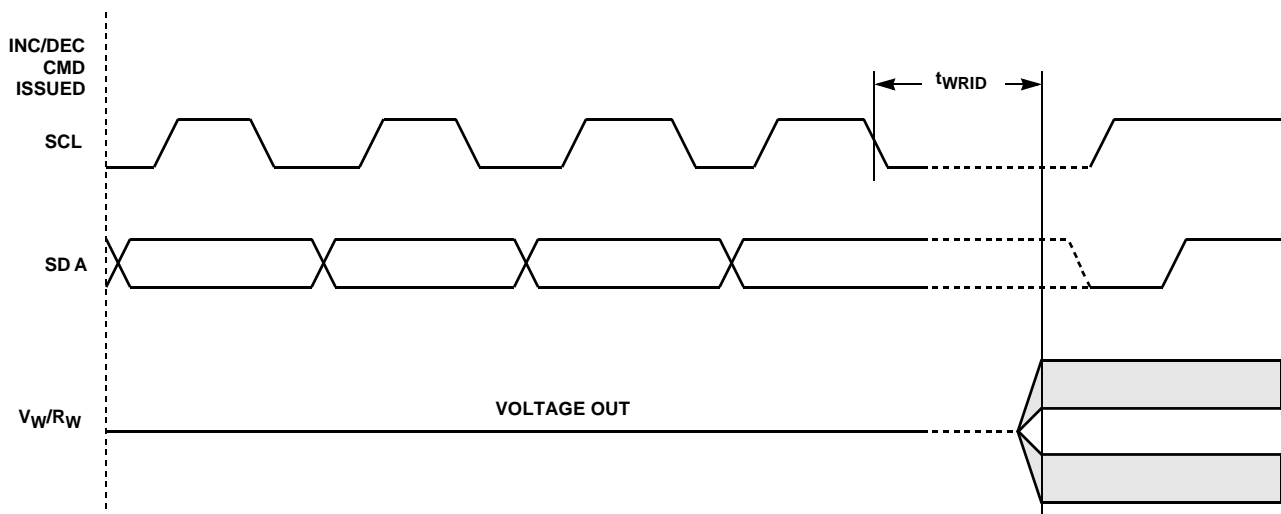 INC/DEC
CMD
ISSUED
tWRID
SCL
SD A
VOLTAGE OUT
VW/RW